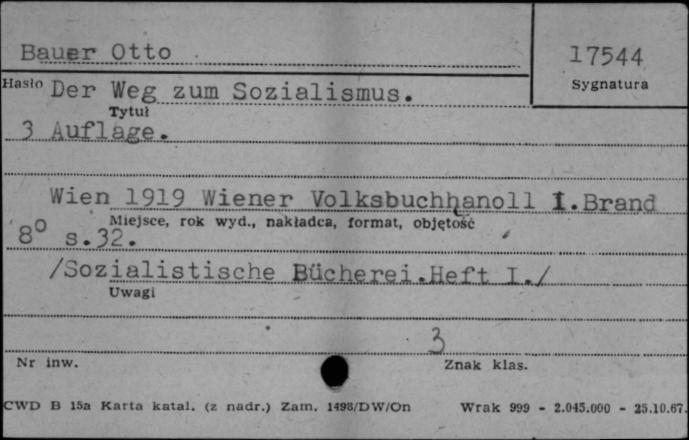 Bauer Otto
17544
Sygnatura
Hasło Der Weg zum Sozialismus.
Tytuł
3 Auflage.
Wien 1919 Wiener Volksbuchhanoll I.Brand
Miejsce, rok wyd., nakładca, format, objętość
8° s.32.
/Sozialistische Bücherei.Heft I./
Uwagi
3
Nr inw.
Znak klas.
CWD B 15a Karta katal. (z nadr.) Zam. 1498/DW/On Wrak 999 - 2.045.000 - 25.10.67.